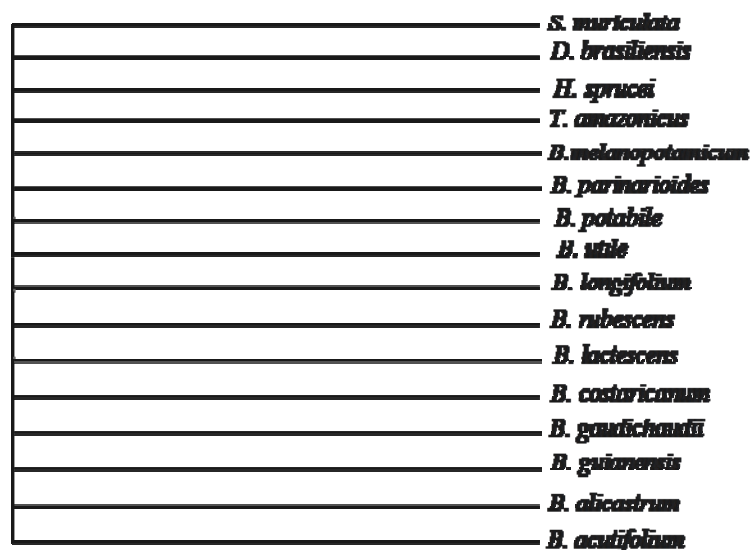 S. muriculata
D. brasiliensis
H. sprucei
T. amazonicus
B.melanopotamicum
B. parinarioides
B. potabile
B. utile
B. longifolium
B. rubescens
B. lactescens
B. costaricanum
B. gaudichaudii
B. guianensis
B. alicastrum
B. acutifolium